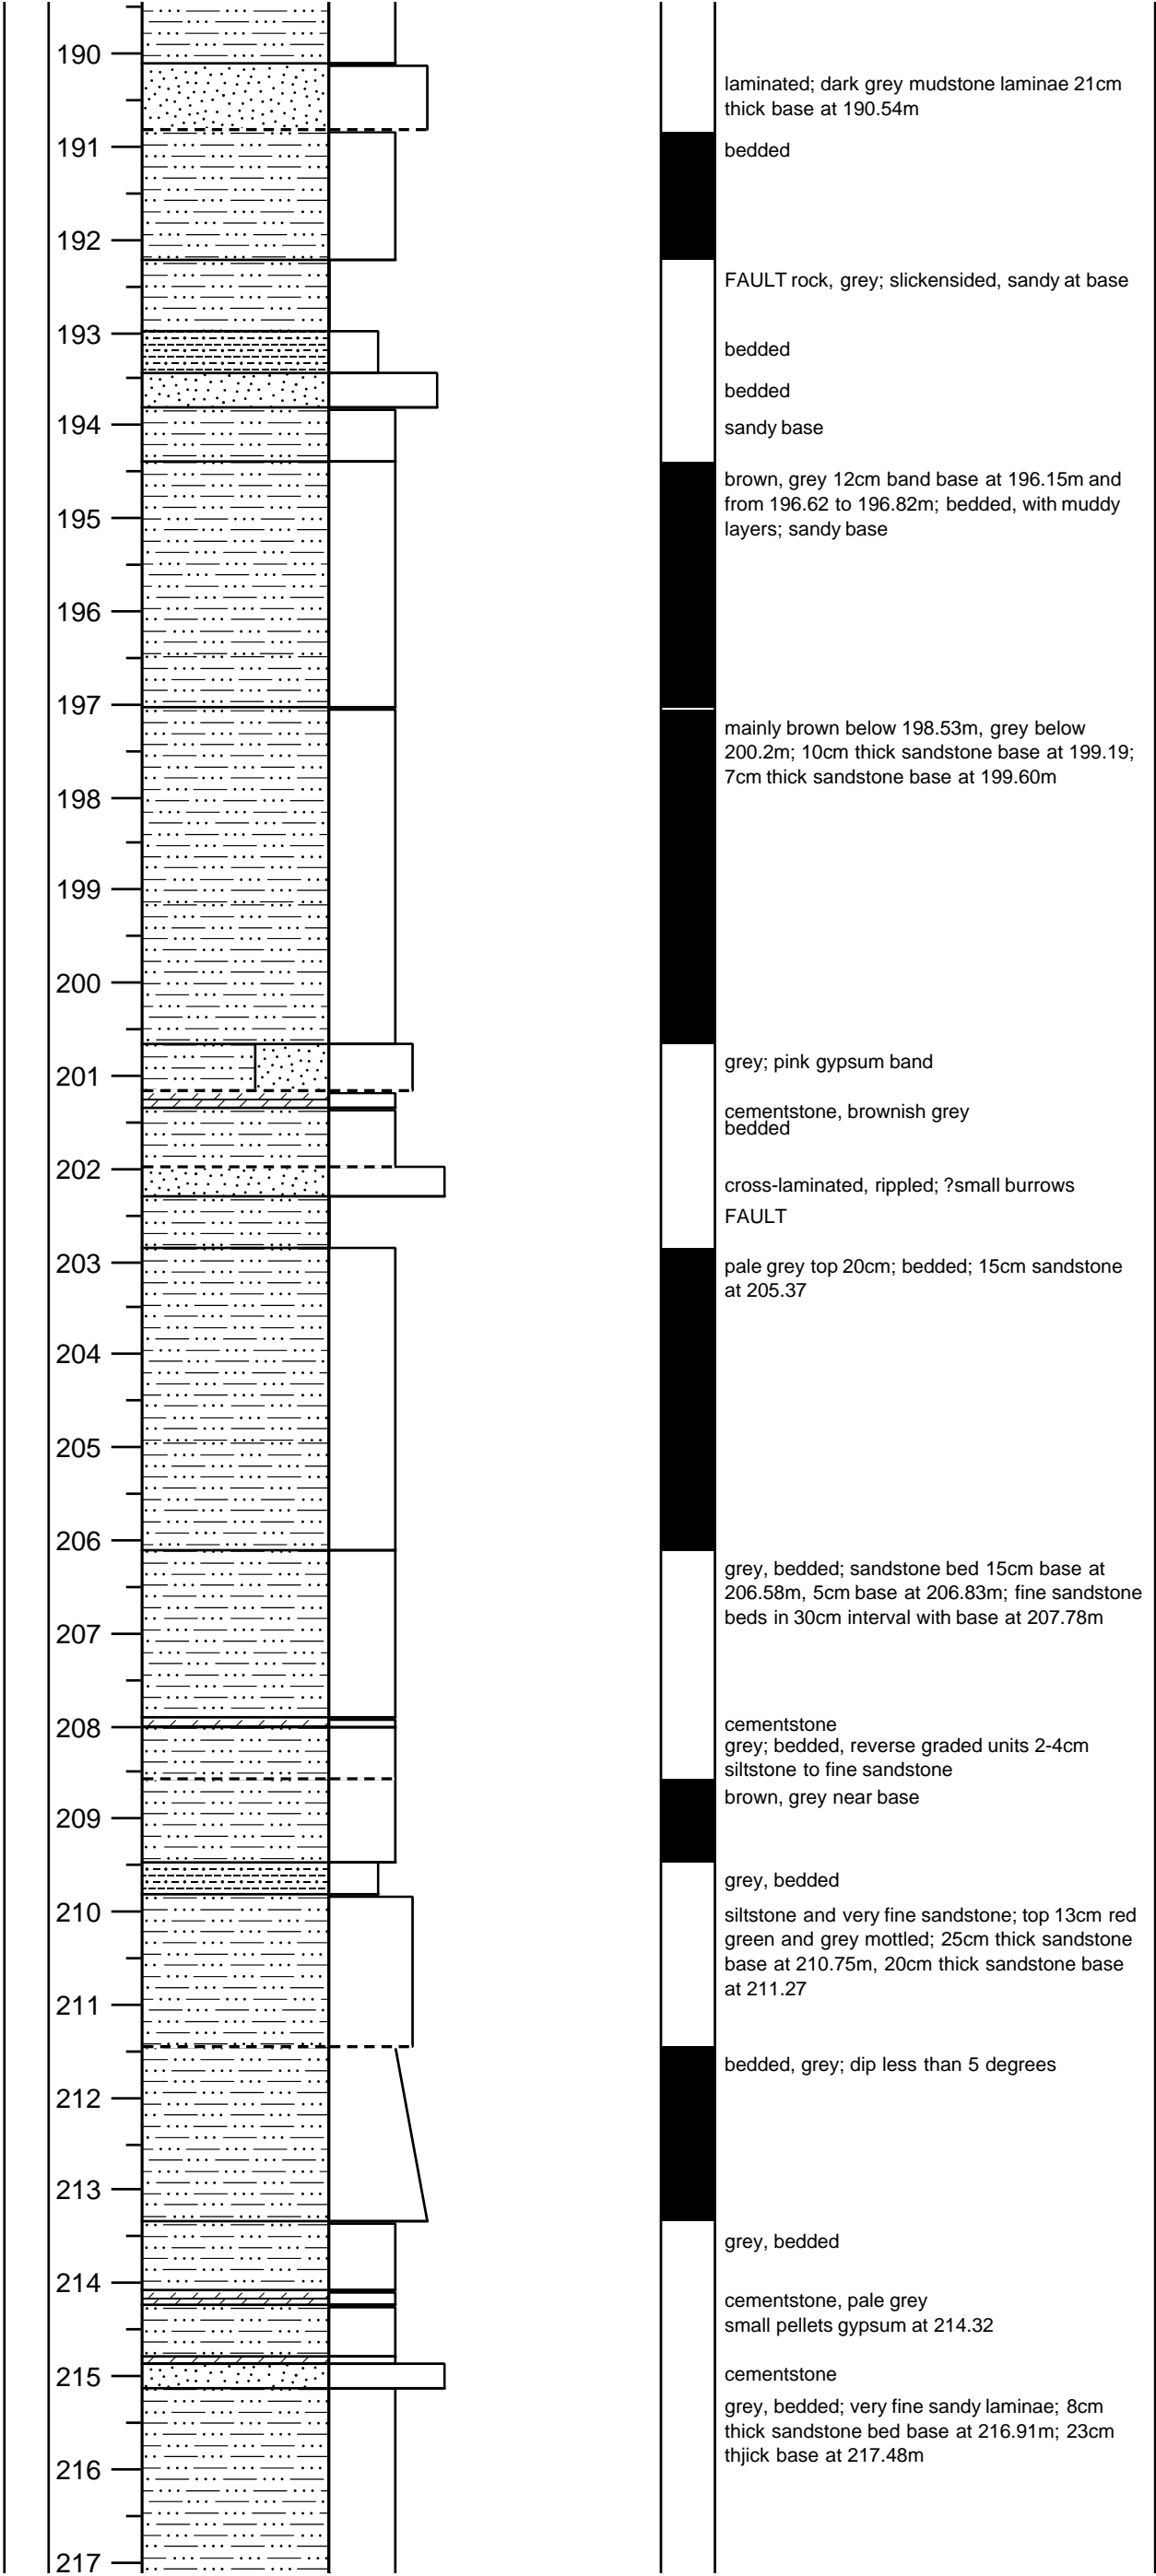 190
laminated; dark grey mudstone laminae 21cm
thick base at 190.54m
191
bedded
192
FAULT rock, grey; slickensided, sandy at base
193
bedded
bedded
194
sandy base
brown, grey 12cm band base at 196.15m and
from 196.62 to 196.82m; bedded, with muddy
layers; sandy base
195
196
197
mainly brown below 198.53m, grey below
200.2m; 10cm thick sandstone base at 199.19;
7cm thick sandstone base at 199.60m
198
199
200
201
grey; pink gypsum band
cementstone, brownish grey
bedded
202
cross-laminated, rippled; ?small burrows
FAULT
203
pale grey top 20cm; bedded; 15cm sandstone
at 205.37
204
205
206
grey, bedded; sandstone bed 15cm base at
206.58m, 5cm base at 206.83m; fine sandstone
beds in 30cm interval with base at 207.78m
207
208
cementstone
grey; bedded, reverse graded units 2-4cm
siltstone to fine sandstone
brown, grey near base
209
grey, bedded
210
siltstone and very fine sandstone; top 13cm red
green and grey mottled; 25cm thick sandstone
base at 210.75m, 20cm thick sandstone base
at 211.27
211
bedded, grey; dip less than 5 degrees
212
213
grey, bedded
214
cementstone, pale grey
small pellets gypsum at 214.32
215
cementstone
grey, bedded; very fine sandy laminae; 8cm
thick sandstone bed base at 216.91m; 23cm
thjick base at 217.48m
216
217